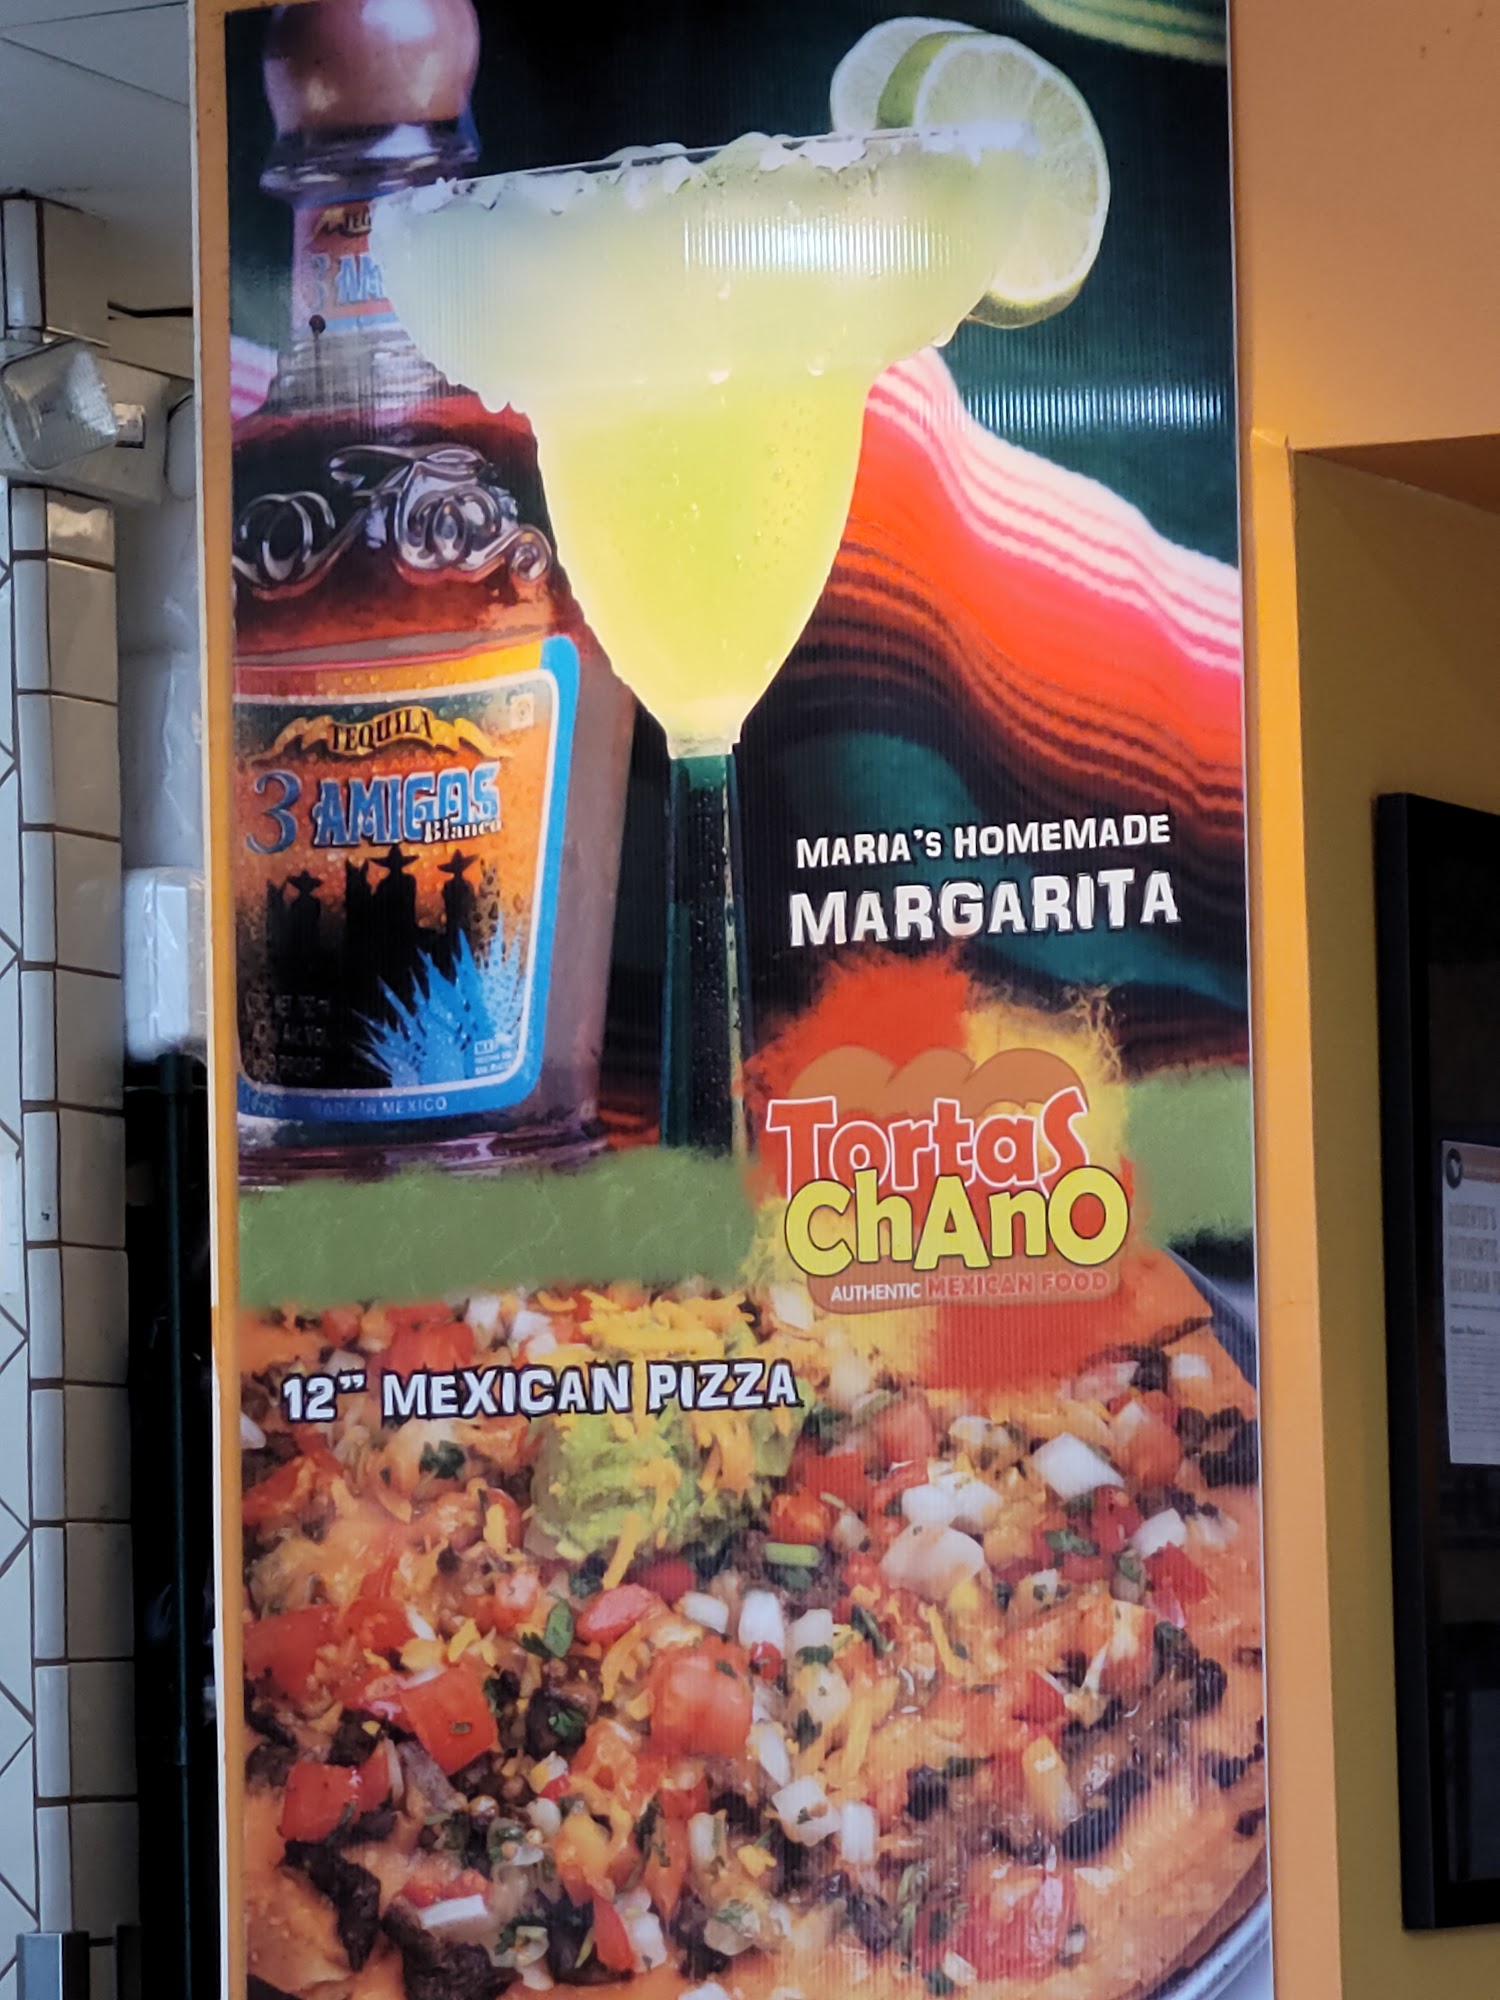 TEQUILA
3 AMIGOS
Blanco
MADE IN MEXICO
MARIA'S HOMEMADE
MARGARITA
Tortas
Chano
AUTHENTIC MEXICAN FOOD
12" MEXICAN PIZZA